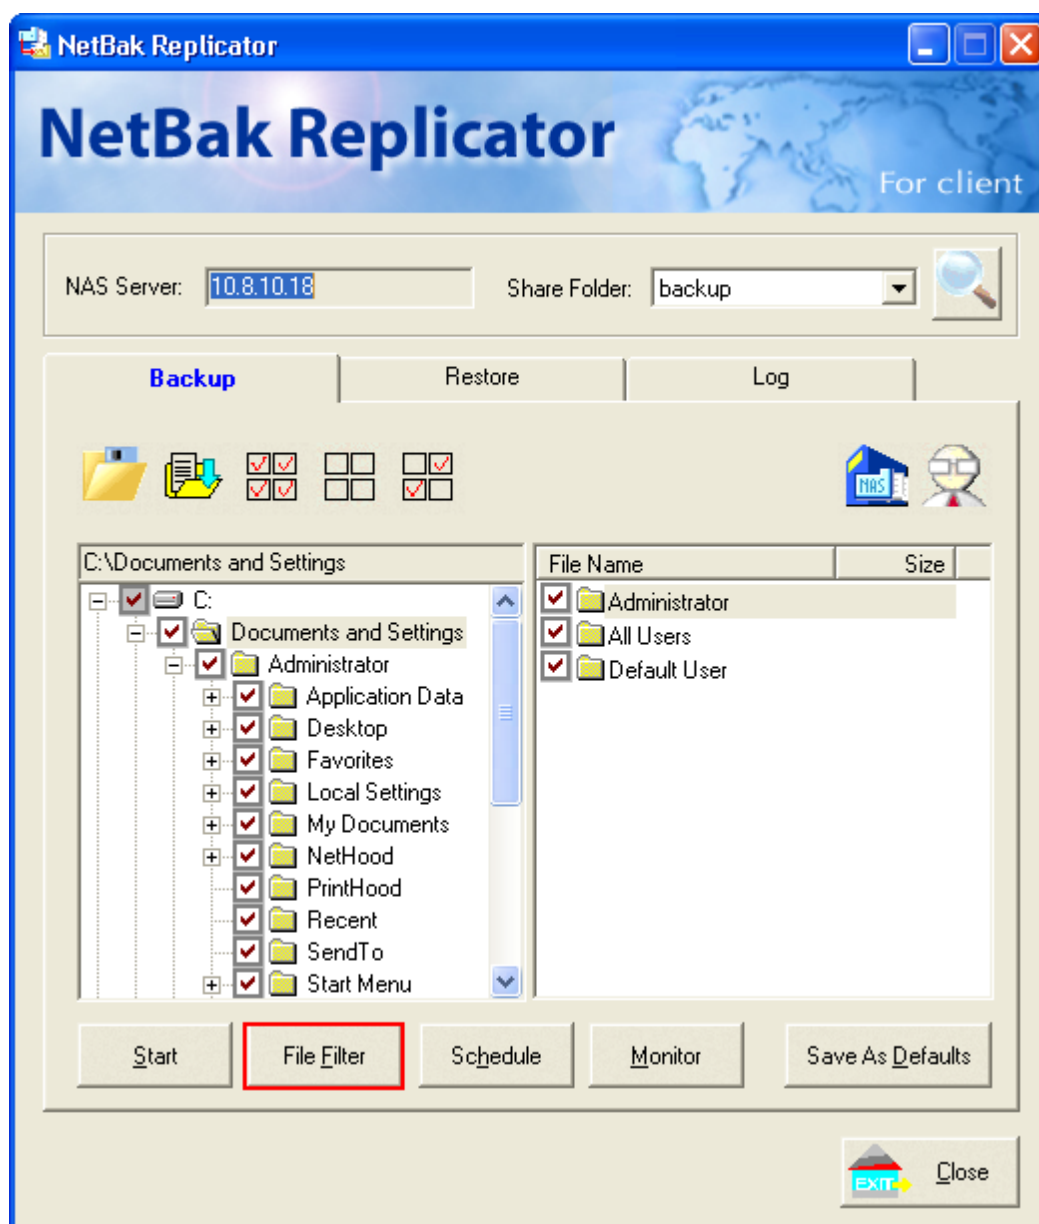 NetBak Replicator
NetBak Replicator
For client
NAS Server: 10.8.10.18 Share Folder: backup
Backup Restore Log
NAS
C:\Documents and Settings
File Name Size
C:
Documents and Settings
Administrator
Application Data
Desktop
Favorites
Local Settings
My Documents
NetHood
PrintHood
Recent
SendTo
Start Menu
Administrator
All Users
Default User
Start File Filter Schedule Monitor Save As Defaults
EXIT Close